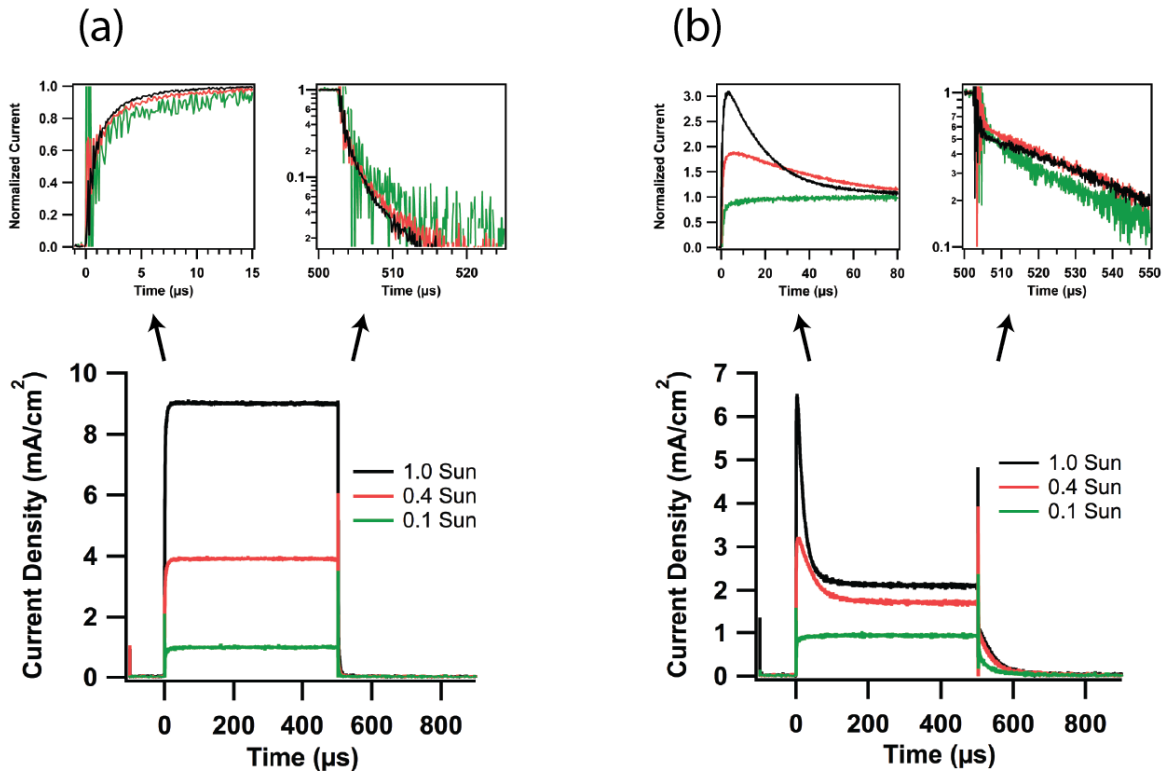 (a)
Normalized Current
1.0
0.8
0.6
0.4
0.2
0.0
0 5 10 15
Time (µs)
1
8
6
4
2
0.1
8
6
4
2
500 510 520
Time (µs)
Current Density (mA/cm²)
10
8
6
4
2
0
0 200 400 600 800
Time (µs)
1.0 Sun
0.4 Sun
0.1 Sun
(b)
Normalized Current
3.0
2.5
2.0
1.5
1.0
0.5
0.0
0 20 40 60 80
Time (µs)
1
9
8
7
6
5
4
3
2
0.1
500 510 520 530 540 550
Time (µs)
Current Density (mA/cm²)
7
6
5
4
3
2
1
0
0 200 400 600 800
Time (µs)
1.0 Sun
0.4 Sun
0.1 Sun